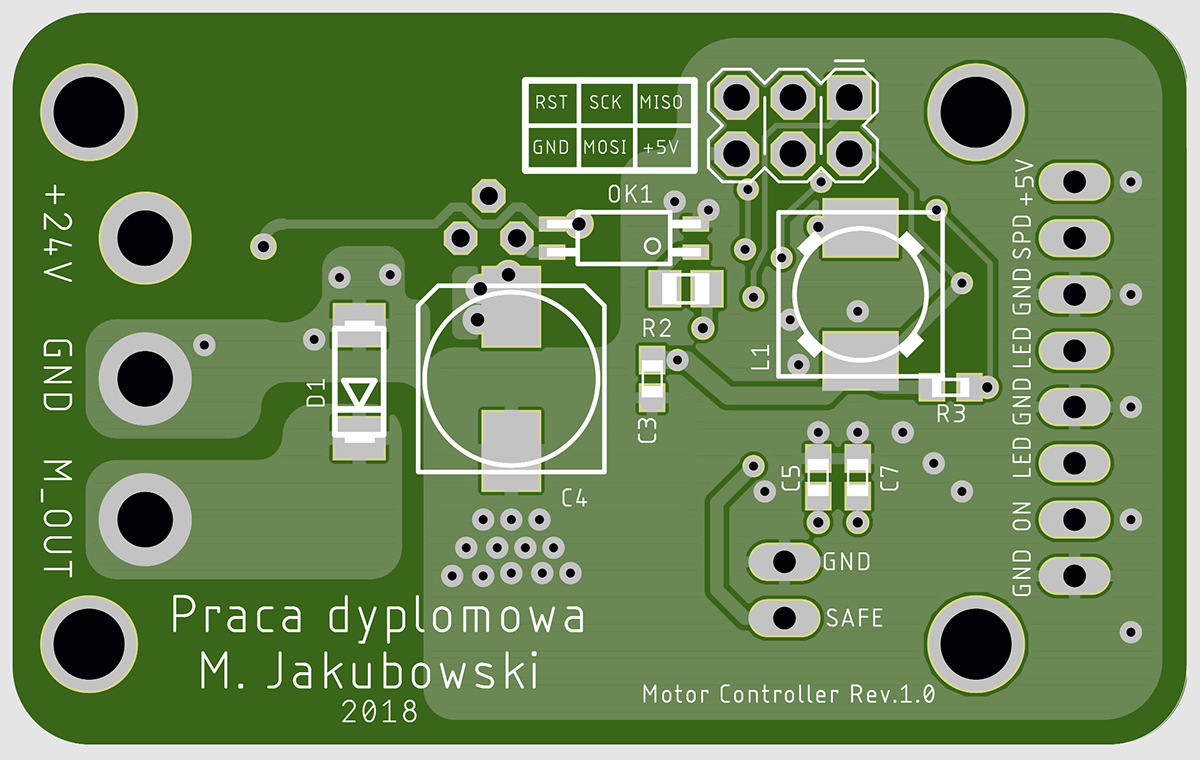 RST SCK MISO
GND MOSI +5V
OK1
+24V
GND
M_OUT
D1
C4
R2
C3
L1
R3
C5
C7
+5V
SPD
GND
LED
GND
LED
ON
GND
GND
SAFE
Praca dyplomowa
M. Jakubowski
2018
Motor Controller Rev.1.0